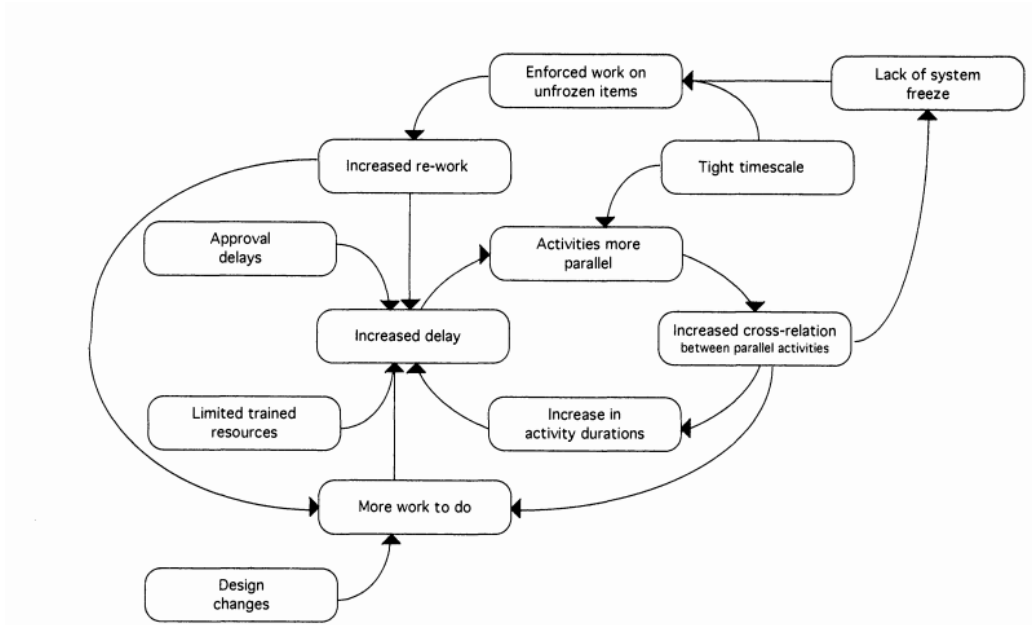 Enforced work on
unfrozen items
Lack of system
freeze
Increased re-work
Tight timescale
Approval
delays
Activities more
parallel
Increased delay
Increased cross-relation
between parallel activities
Limited trained
resources
Increase in
activity durations
More work to do
Design
changes